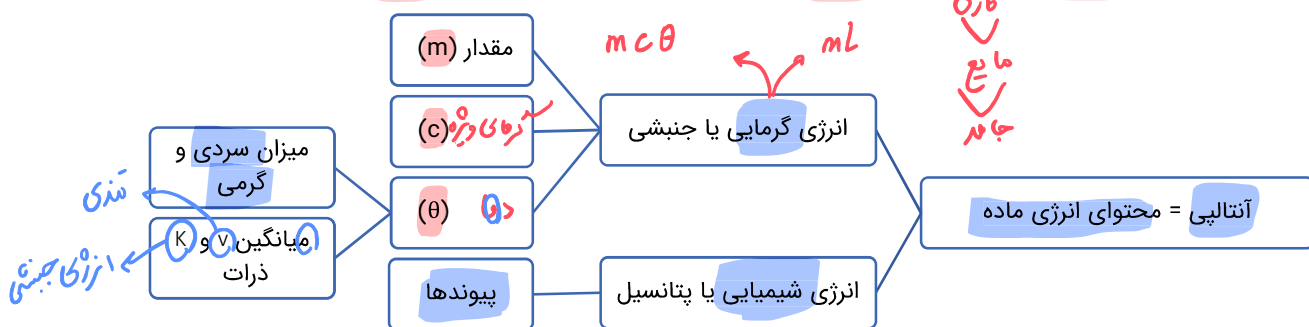 آنتالپی = محتوای انرژی ماده
انرژی گرمایی یا جنبشی
mcθ
mL
مایع
جامد
مقدار (m)
گرمای ویژه (c)
دما (θ)
میزان سردی و
گرمی
میانگین v و K
ذرات
تندی
انرژی جنبشی
انرژی شیمیایی یا پتانسیل
پیوندها